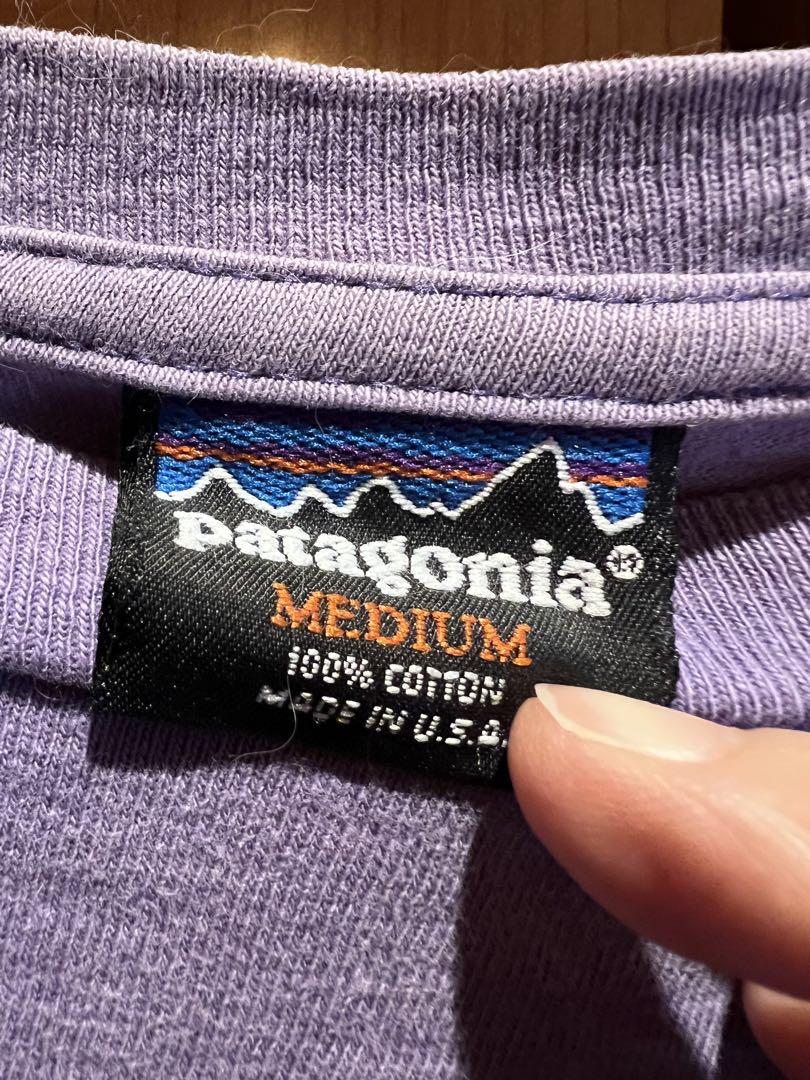 patagonia®
MEDIUM
100% COTTON
MADE IN U.S.A.